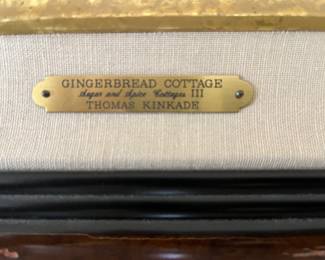 GINGERBREAD COTTAGE
Sugar and Spice Cottages III
THOMAS KINKADE